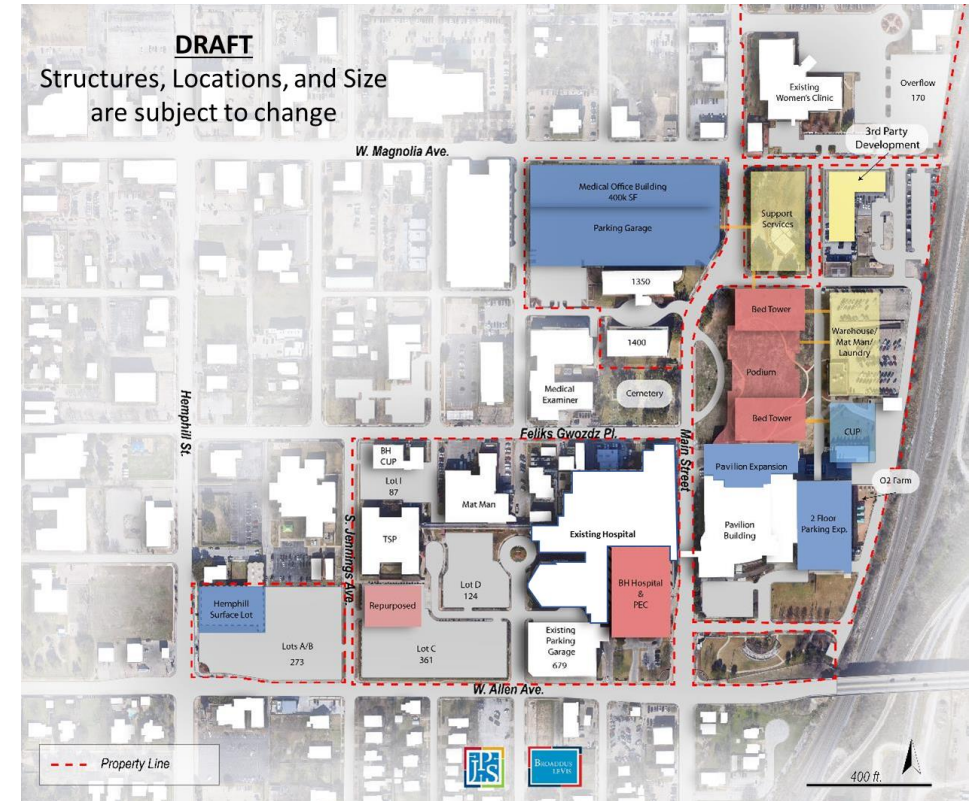 DRAFT
Structures, Locations, and Size
are subject to change
Existing
Women's Clinic
Overflow
170
3rd Party
Development
W. Magnolia Ave.
Medical Office Building
400k SF
Parking Garage
Support
Services
1350
Bed Tower
Warehouse/
Mat Man/
Laundry
1400
Podium
Medical
Examiner
Cemetery
Hemphill St.
Bed Tower
CUP
Feliks Gwozdz Pl.
Main Street
BH
CUP
Lot I
87
Mat Man
Pavilion Expansion
O2 Farm
S. Jennings Ave.
TSP
Existing Hospital
Pavilion
Building
2 Floor
Parking Exp.
Lot D
124
BH Hospital
&
PEC
Hemphill
Surface Lot
Repurposed
Lots A/B
273
Lot C
361
Existing
Parking
Garage
679
W. Allen Ave.
Property Line
JPS
BROADDUS
400 ft.